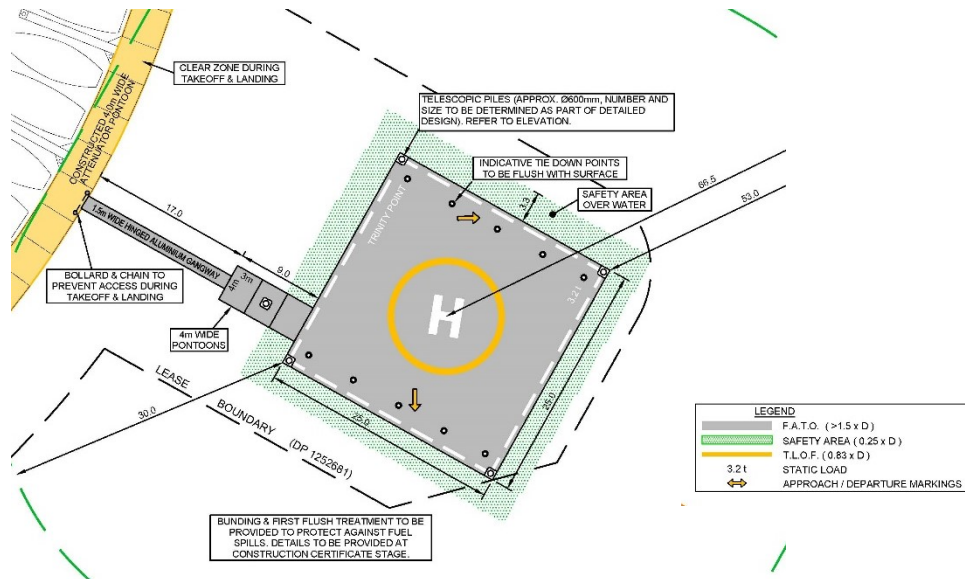 CLEAR ZONE DURING
TAKEOFF & LANDING
CONSTRUCTED 4.0m WIDE
ATTENUATOR PONTOON
TELESCOPIC PILES (APPROX. Ø600mm, NUMBER AND
SIZE TO BE DETERMINED AS PART OF DETAILED
DESIGN). REFER TO ELEVATION.
INDICATIVE TIE DOWN POINTS
TO BE FLUSH WITH SURFACE
SAFETY AREA
OVER WATER
3.3
66.5
53.0
17.0
1.5m WIDE HINGED ALUMINIUM GANGWAY
9.0
TRINITY POINT
BOLLARD & CHAIN TO
PREVENT ACCESS DURING
TAKEOFF & LANDING
3m
4m
4m WIDE
PONTOONS
H
3.2 t
25.0
25.0
30.0
LEASE
BOUNDARY
(DP 1252681)
BUNDING & FIRST FLUSH TREATMENT TO BE
PROVIDED TO PROTECT AGAINST FUEL
SPILLS. DETAILS TO BE PROVIDED AT
CONSTRUCTION CERTIFICATE STAGE.
LEGEND
F.A.T.O. (>1.5 x D)
SAFETY AREA (0.25 x D)
T.L.O.F. (0.83 x D)
3.2 t STATIC LOAD
APPROACH / DEPARTURE MARKINGS